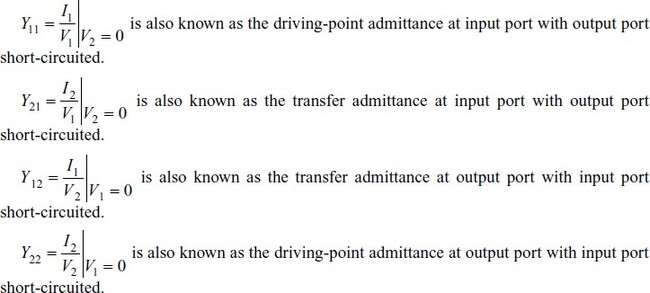 Y₁₁ = I₁/V₁ | V₂ = 0 is also known as the driving-point admittance at input port with output port
short-circuited.
Y₂₁ = I₂/V₁ | V₂ = 0 is also known as the transfer admittance at input port with output port
short-circuited.
Y₁₂ = I₁/V₂ | V₁ = 0 is also known as the transfer admittance at output port with input port
short-circuited.
Y₂₂ = I₂/V₂ | V₁ = 0 is also known as the driving-point admittance at output port with input port
short-circuited.